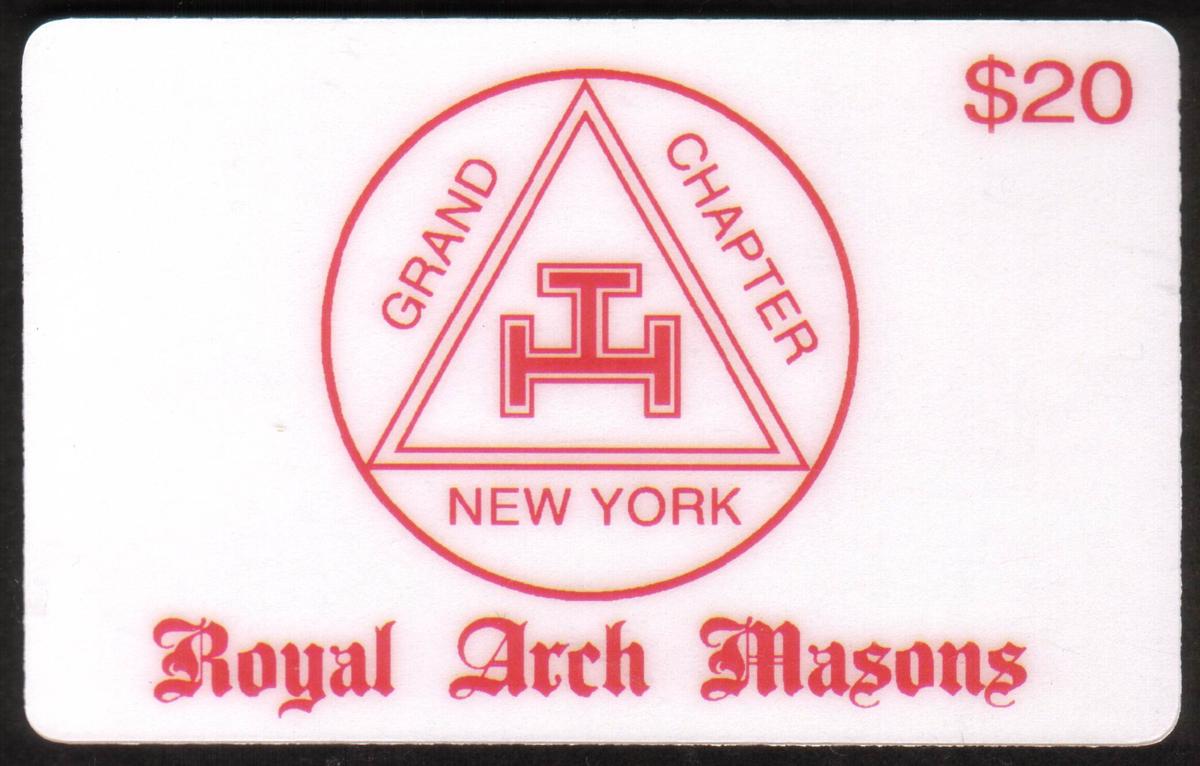 $20
GRAND
CHAPTER
NEW YORK
Royal Arch Masons